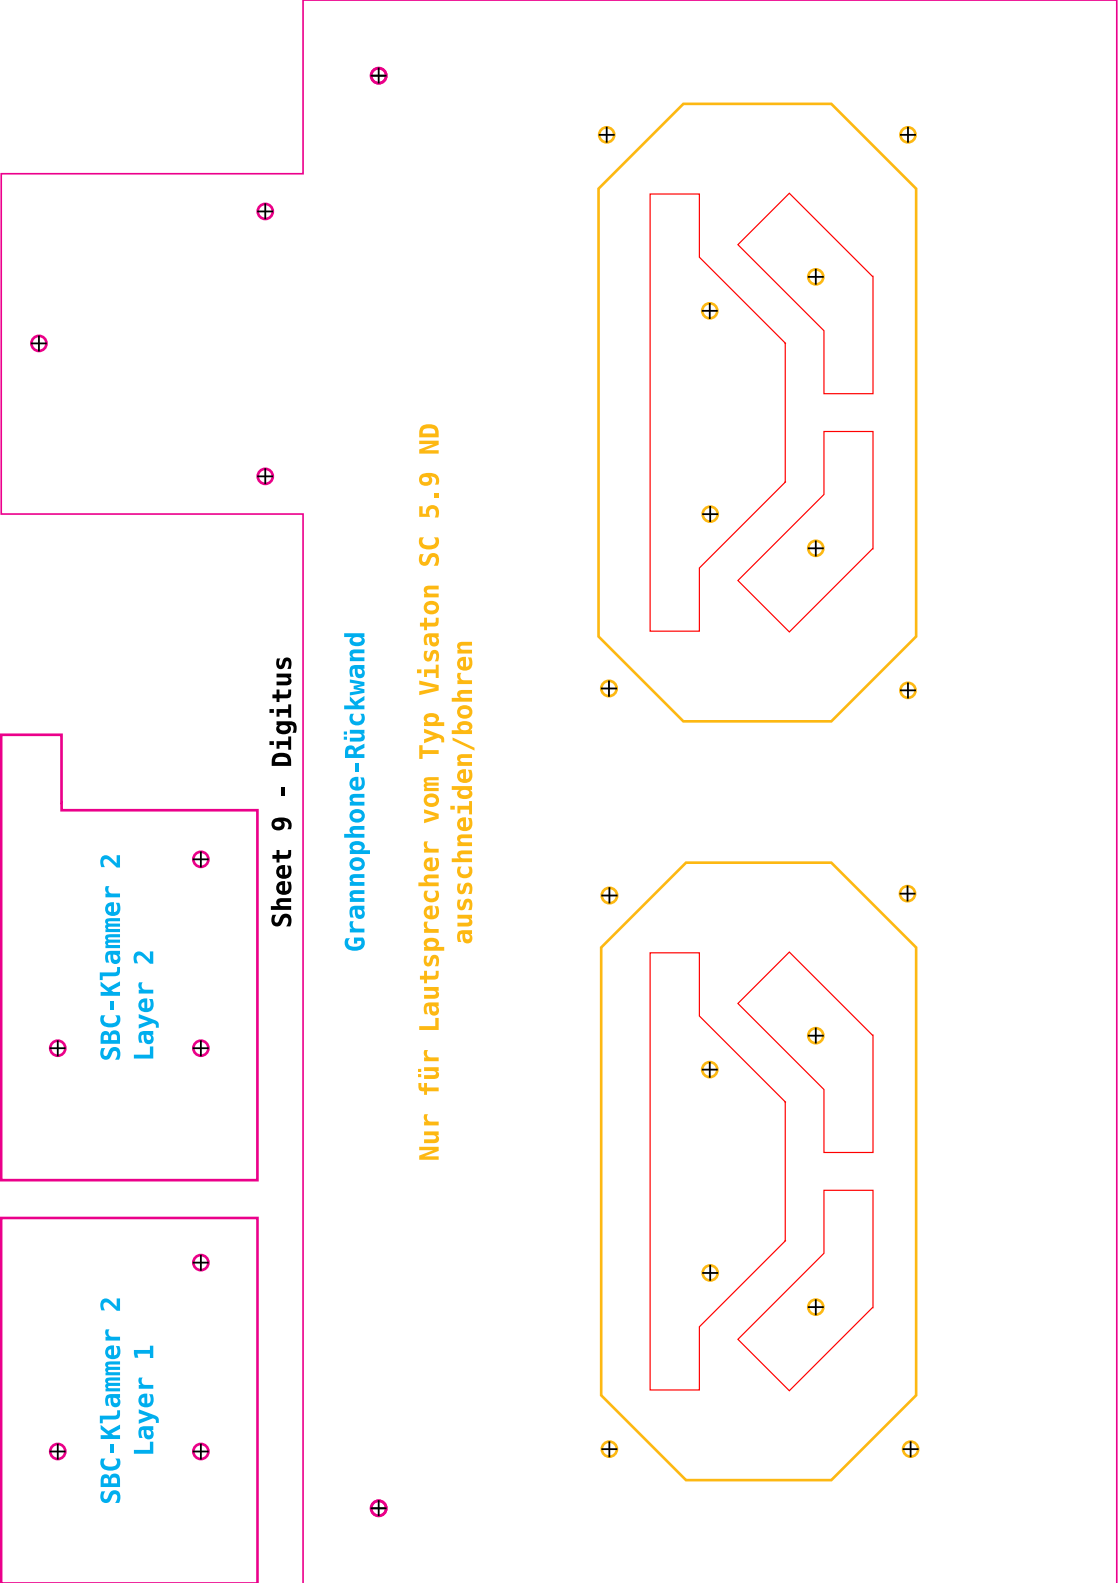 SBC-Klammer 2
Layer 2
SBC-Klammer 2
Layer 1
Sheet 9 - Digitus
Grannophone-Rückwand
Nur für Lautsprecher vom Typ Visaton SC 5.9 ND
ausschneiden/bohren